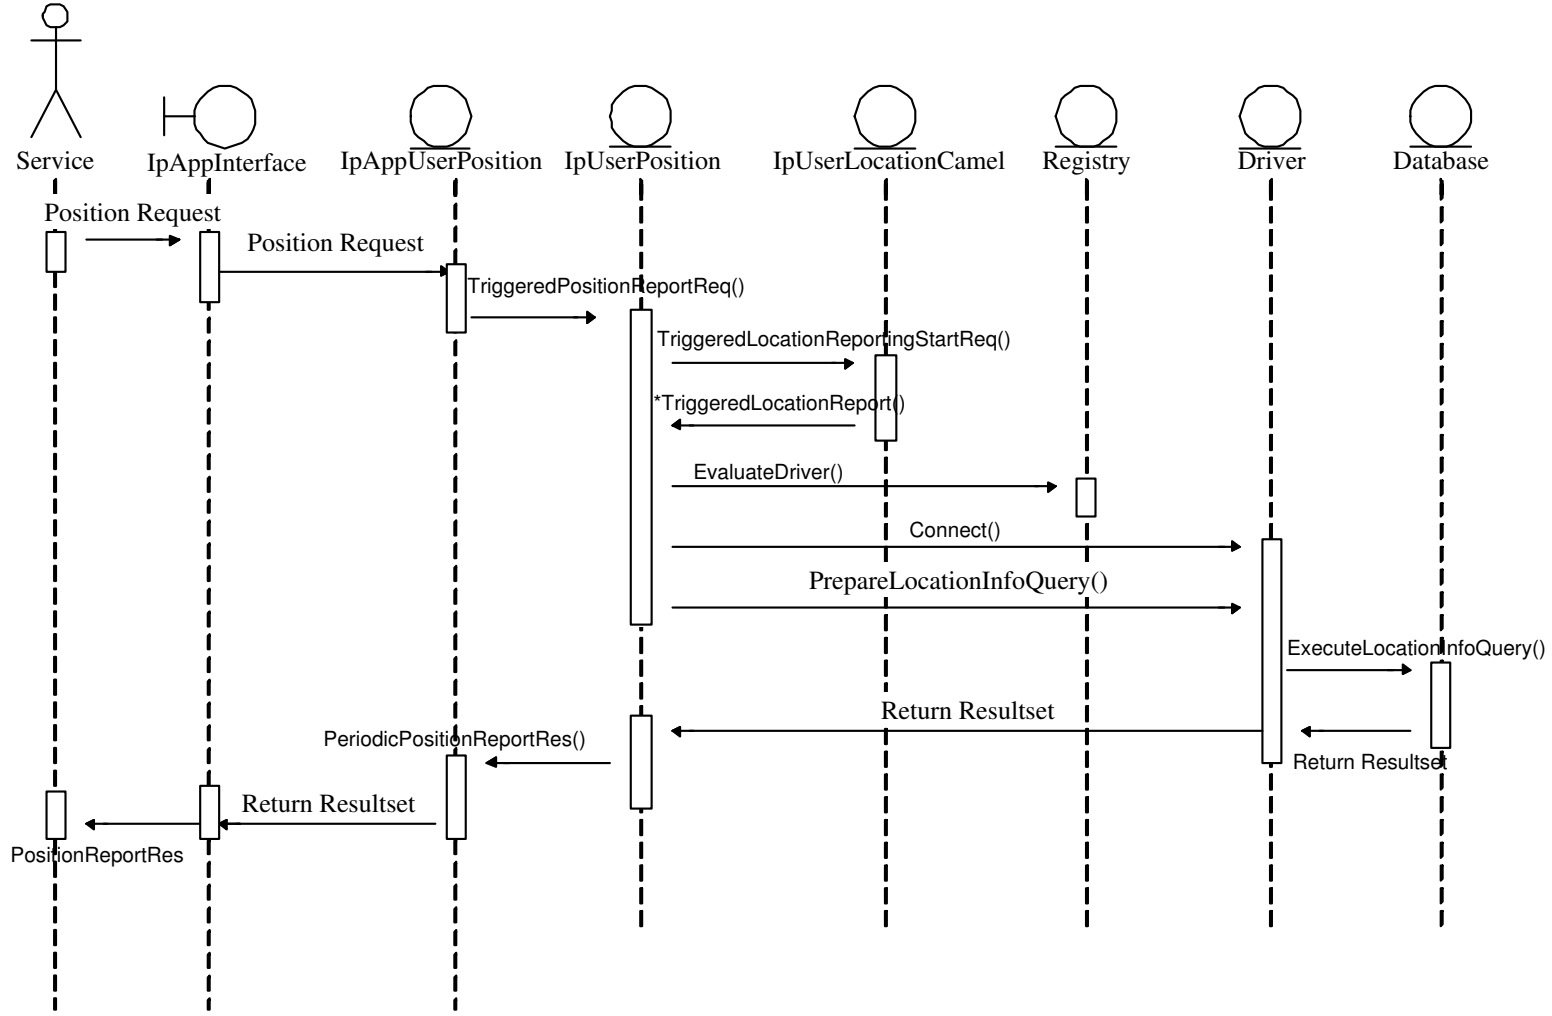 Service
IpAppInterface
IpAppUserPosition
IpUserPosition
IpUserLocationCamel
Registry
Driver
Database
Position Request
Position Request
TriggeredPositionReportReq()
TriggeredLocationReportingStartReq()
*TriggeredLocationReport()
EvaluateDriver()
Connect()
PrepareLocationInfoQuery()
ExecuteLocationInfoQuery()
Return Resultset
PeriodicPositionReportRes()
Return Resultset
Return Resultset
PositionReportRes